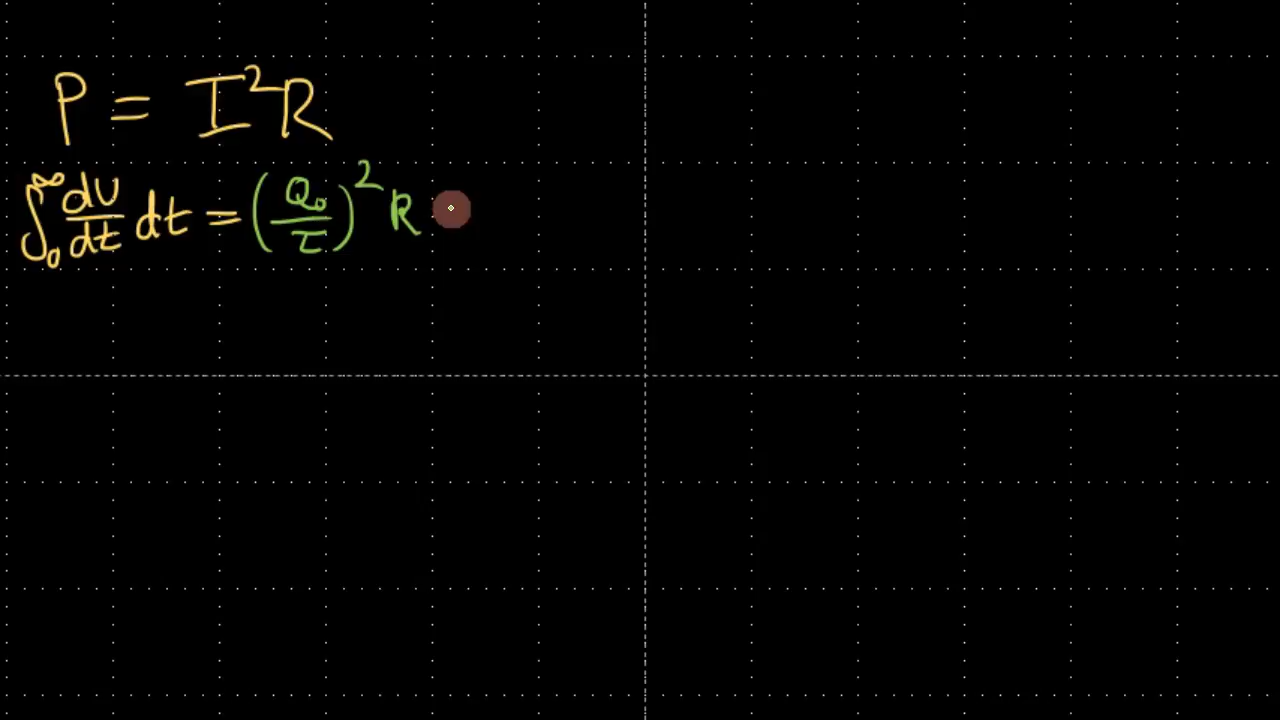 P = I²R
∫₀^∞ dU/dt dt = (Q₀/τ)² R